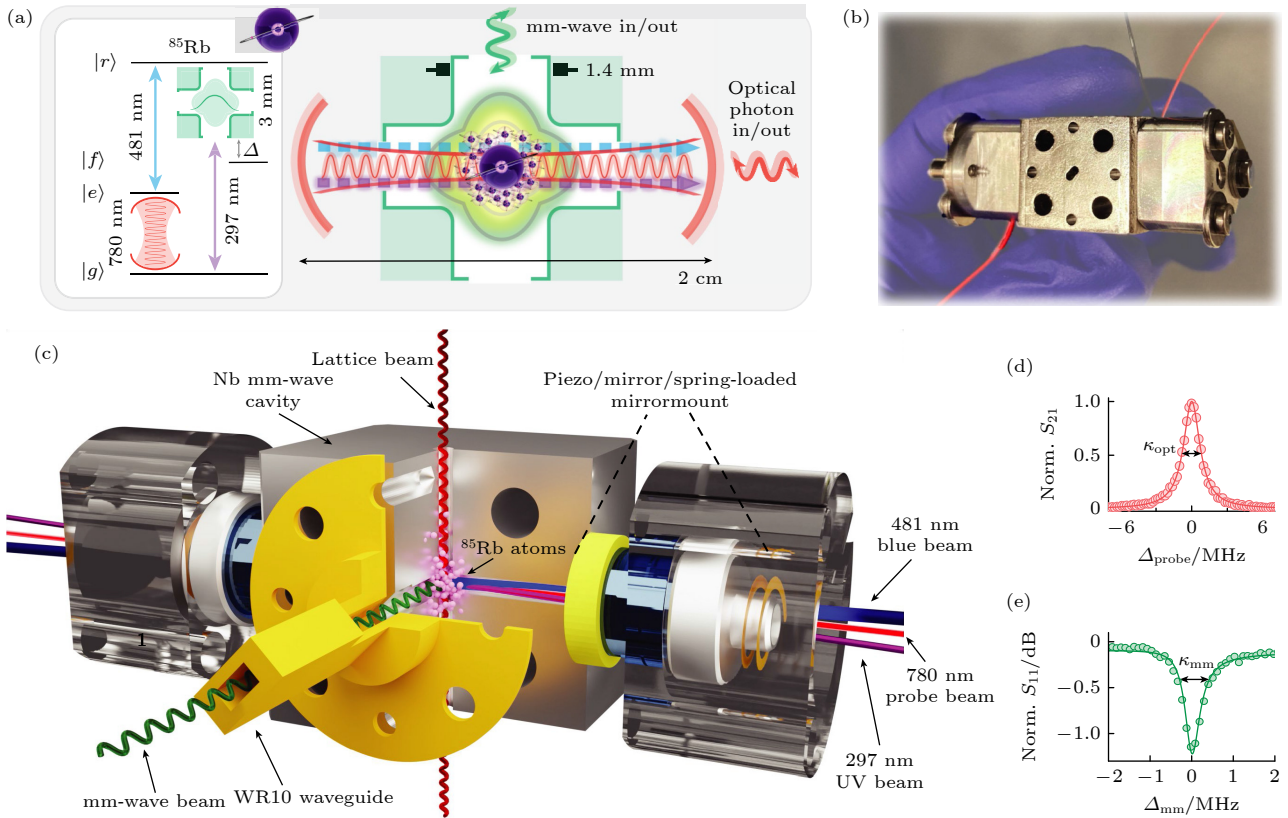 (a)
⁸⁵Rb
|r⟩
481 nm
3 mm
Δ
|f⟩
|e⟩
780 nm
297 nm
|g⟩
mm-wave in/out
1.4 mm
Optical
photon
in/out
2 cm
(b)
(c)
Lattice beam
Nb mm-wave
cavity
Piezo/mirror/spring-loaded
mirrormount
⁸⁵Rb atoms
481 nm
blue beam
780 nm
probe beam
297 nm
UV beam
1
mm-wave beam
WR10 waveguide
(d)
Norm. S₂₁
1.0
0.5
0
κopt
−6
0
6
Δprobe/MHz
(e)
Norm. S₁₁/dB
0
−0.5
−1.0
κmm
−2
−1
0
1
2
Δmm/MHz